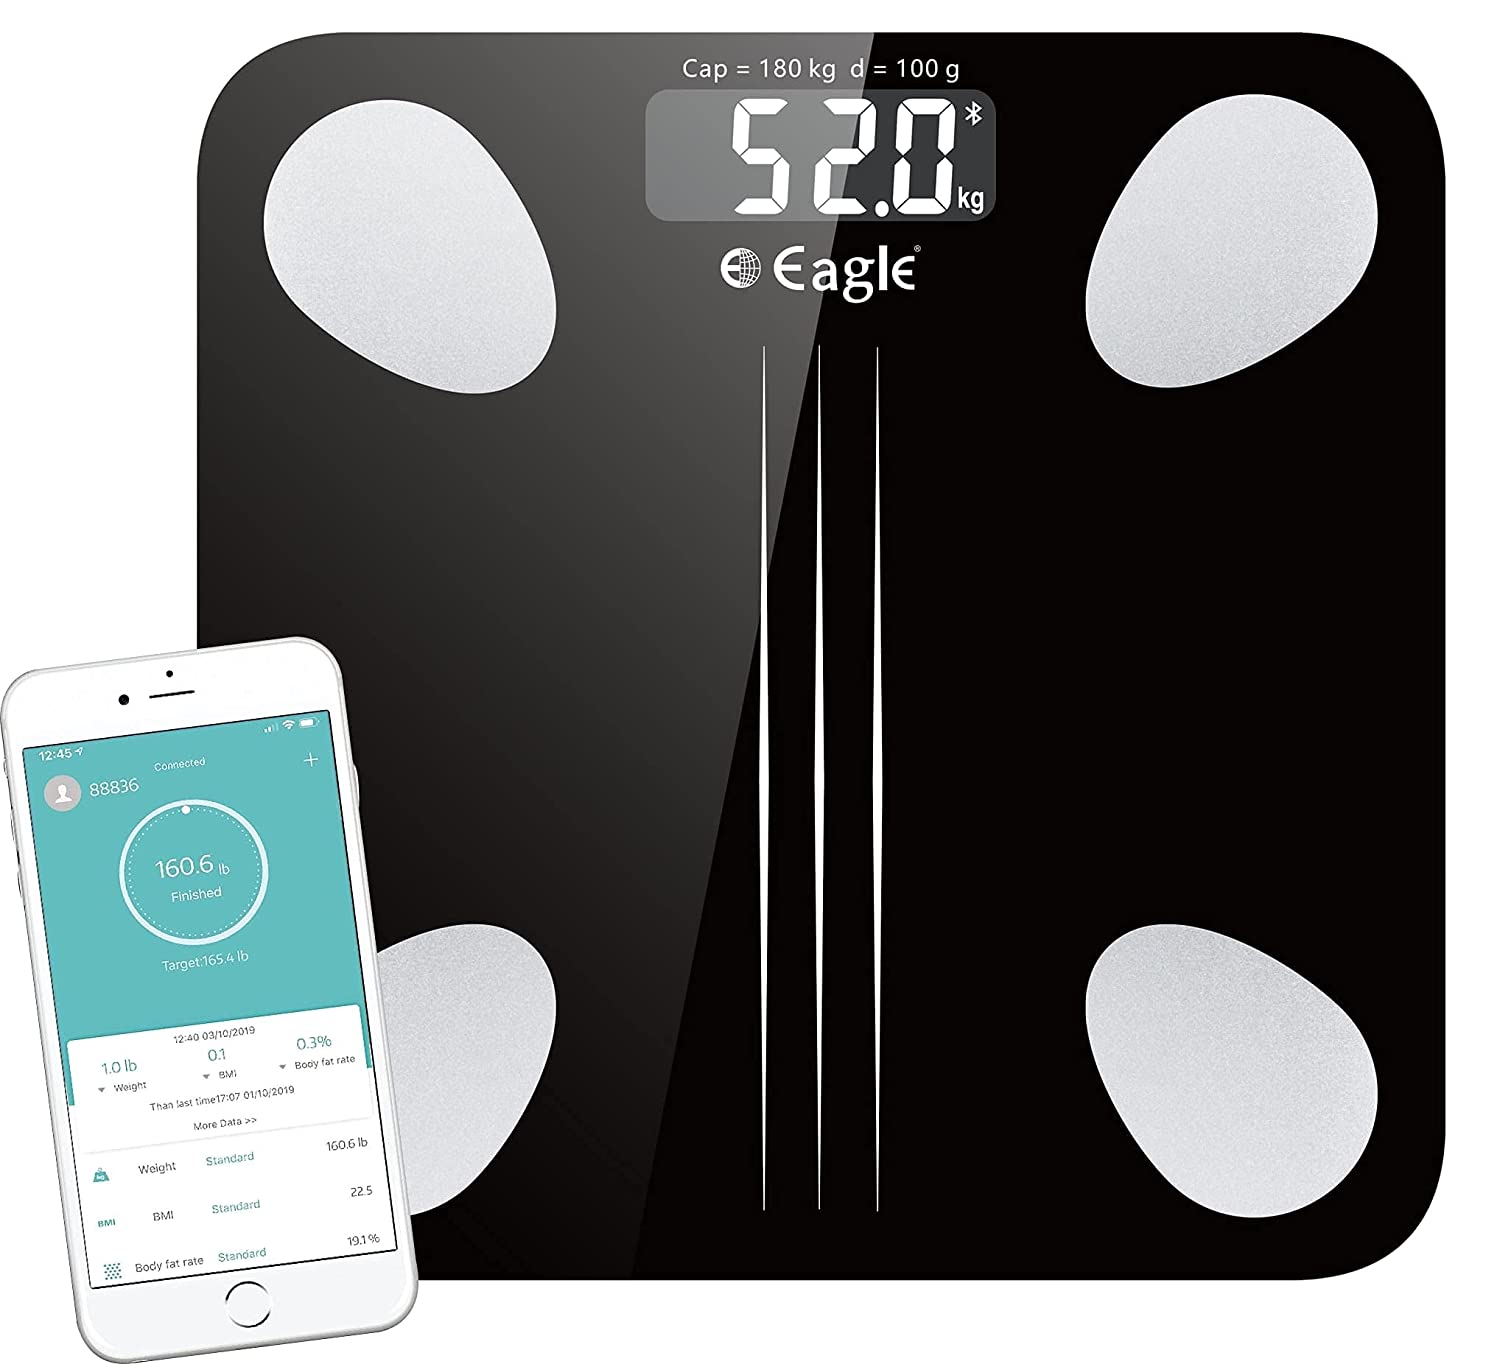 Cap = 180 kg d = 100 g
52.0 kg
Eagle®
12:45
Connected
+
88836
160.6 lb
Finished
Target:165.4 lb
12:40 03/10/2019
1.0 lb 0.1 0.3%
Weight BMI Body fat rate
Than last time17:07 01/10/2019
More Data >>
Weight Standard 160.6 lb
BMI BMI Standard 22.5
Body fat rate Standard 19.1%